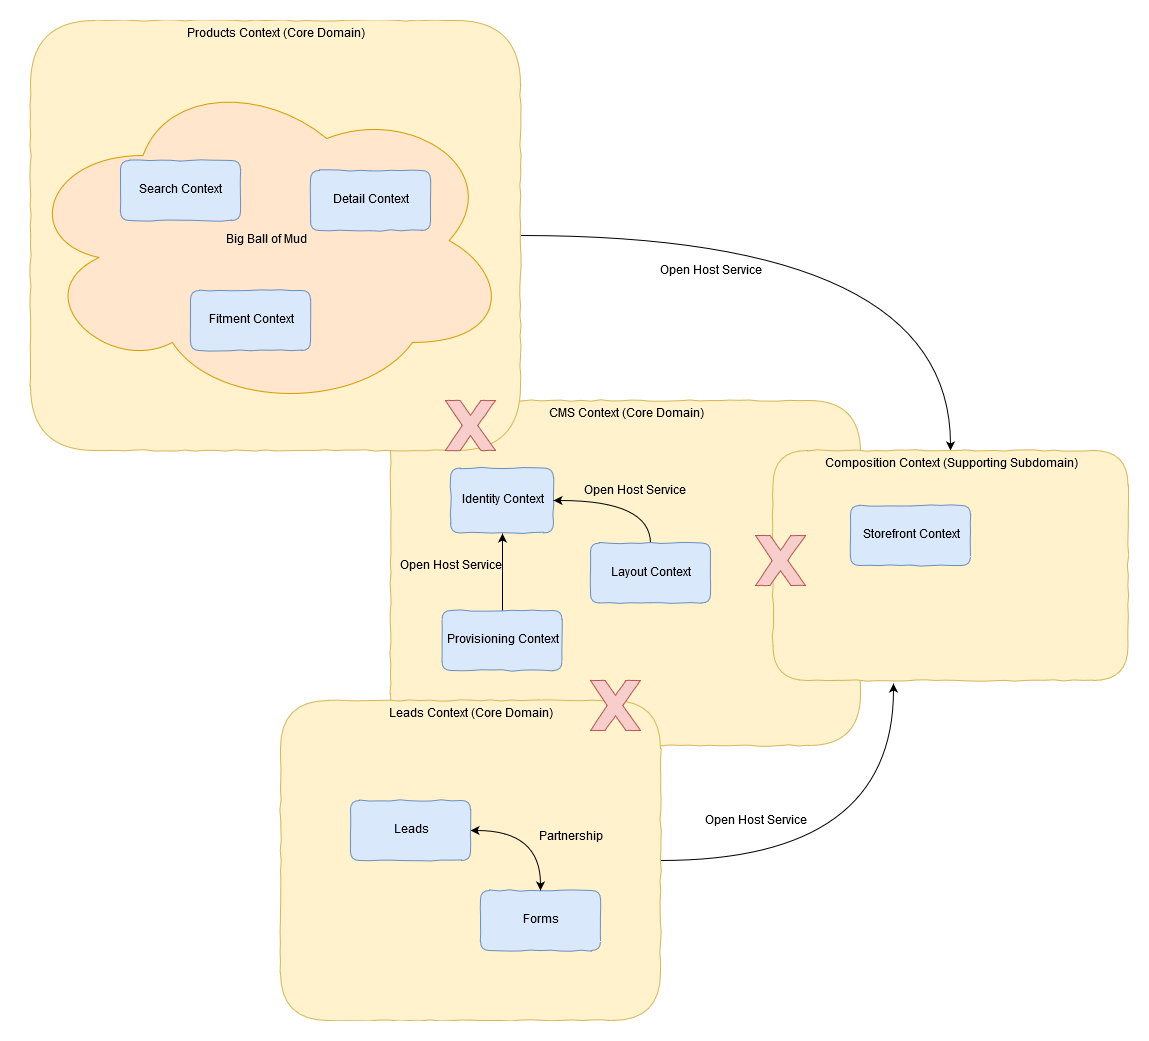 Products Context (Core Domain)
Search Context
Detail Context
Big Ball of Mud
Fitment Context
Open Host Service
X
CMS Context (Core Domain)
Composition Context (Supporting Subdomain)
Identity Context
Open Host Service
Storefront Context
X
Open Host Service
Layout Context
Provisioning Context
X
Leads Context (Core Domain)
Open Host Service
Leads
Partnership
Forms